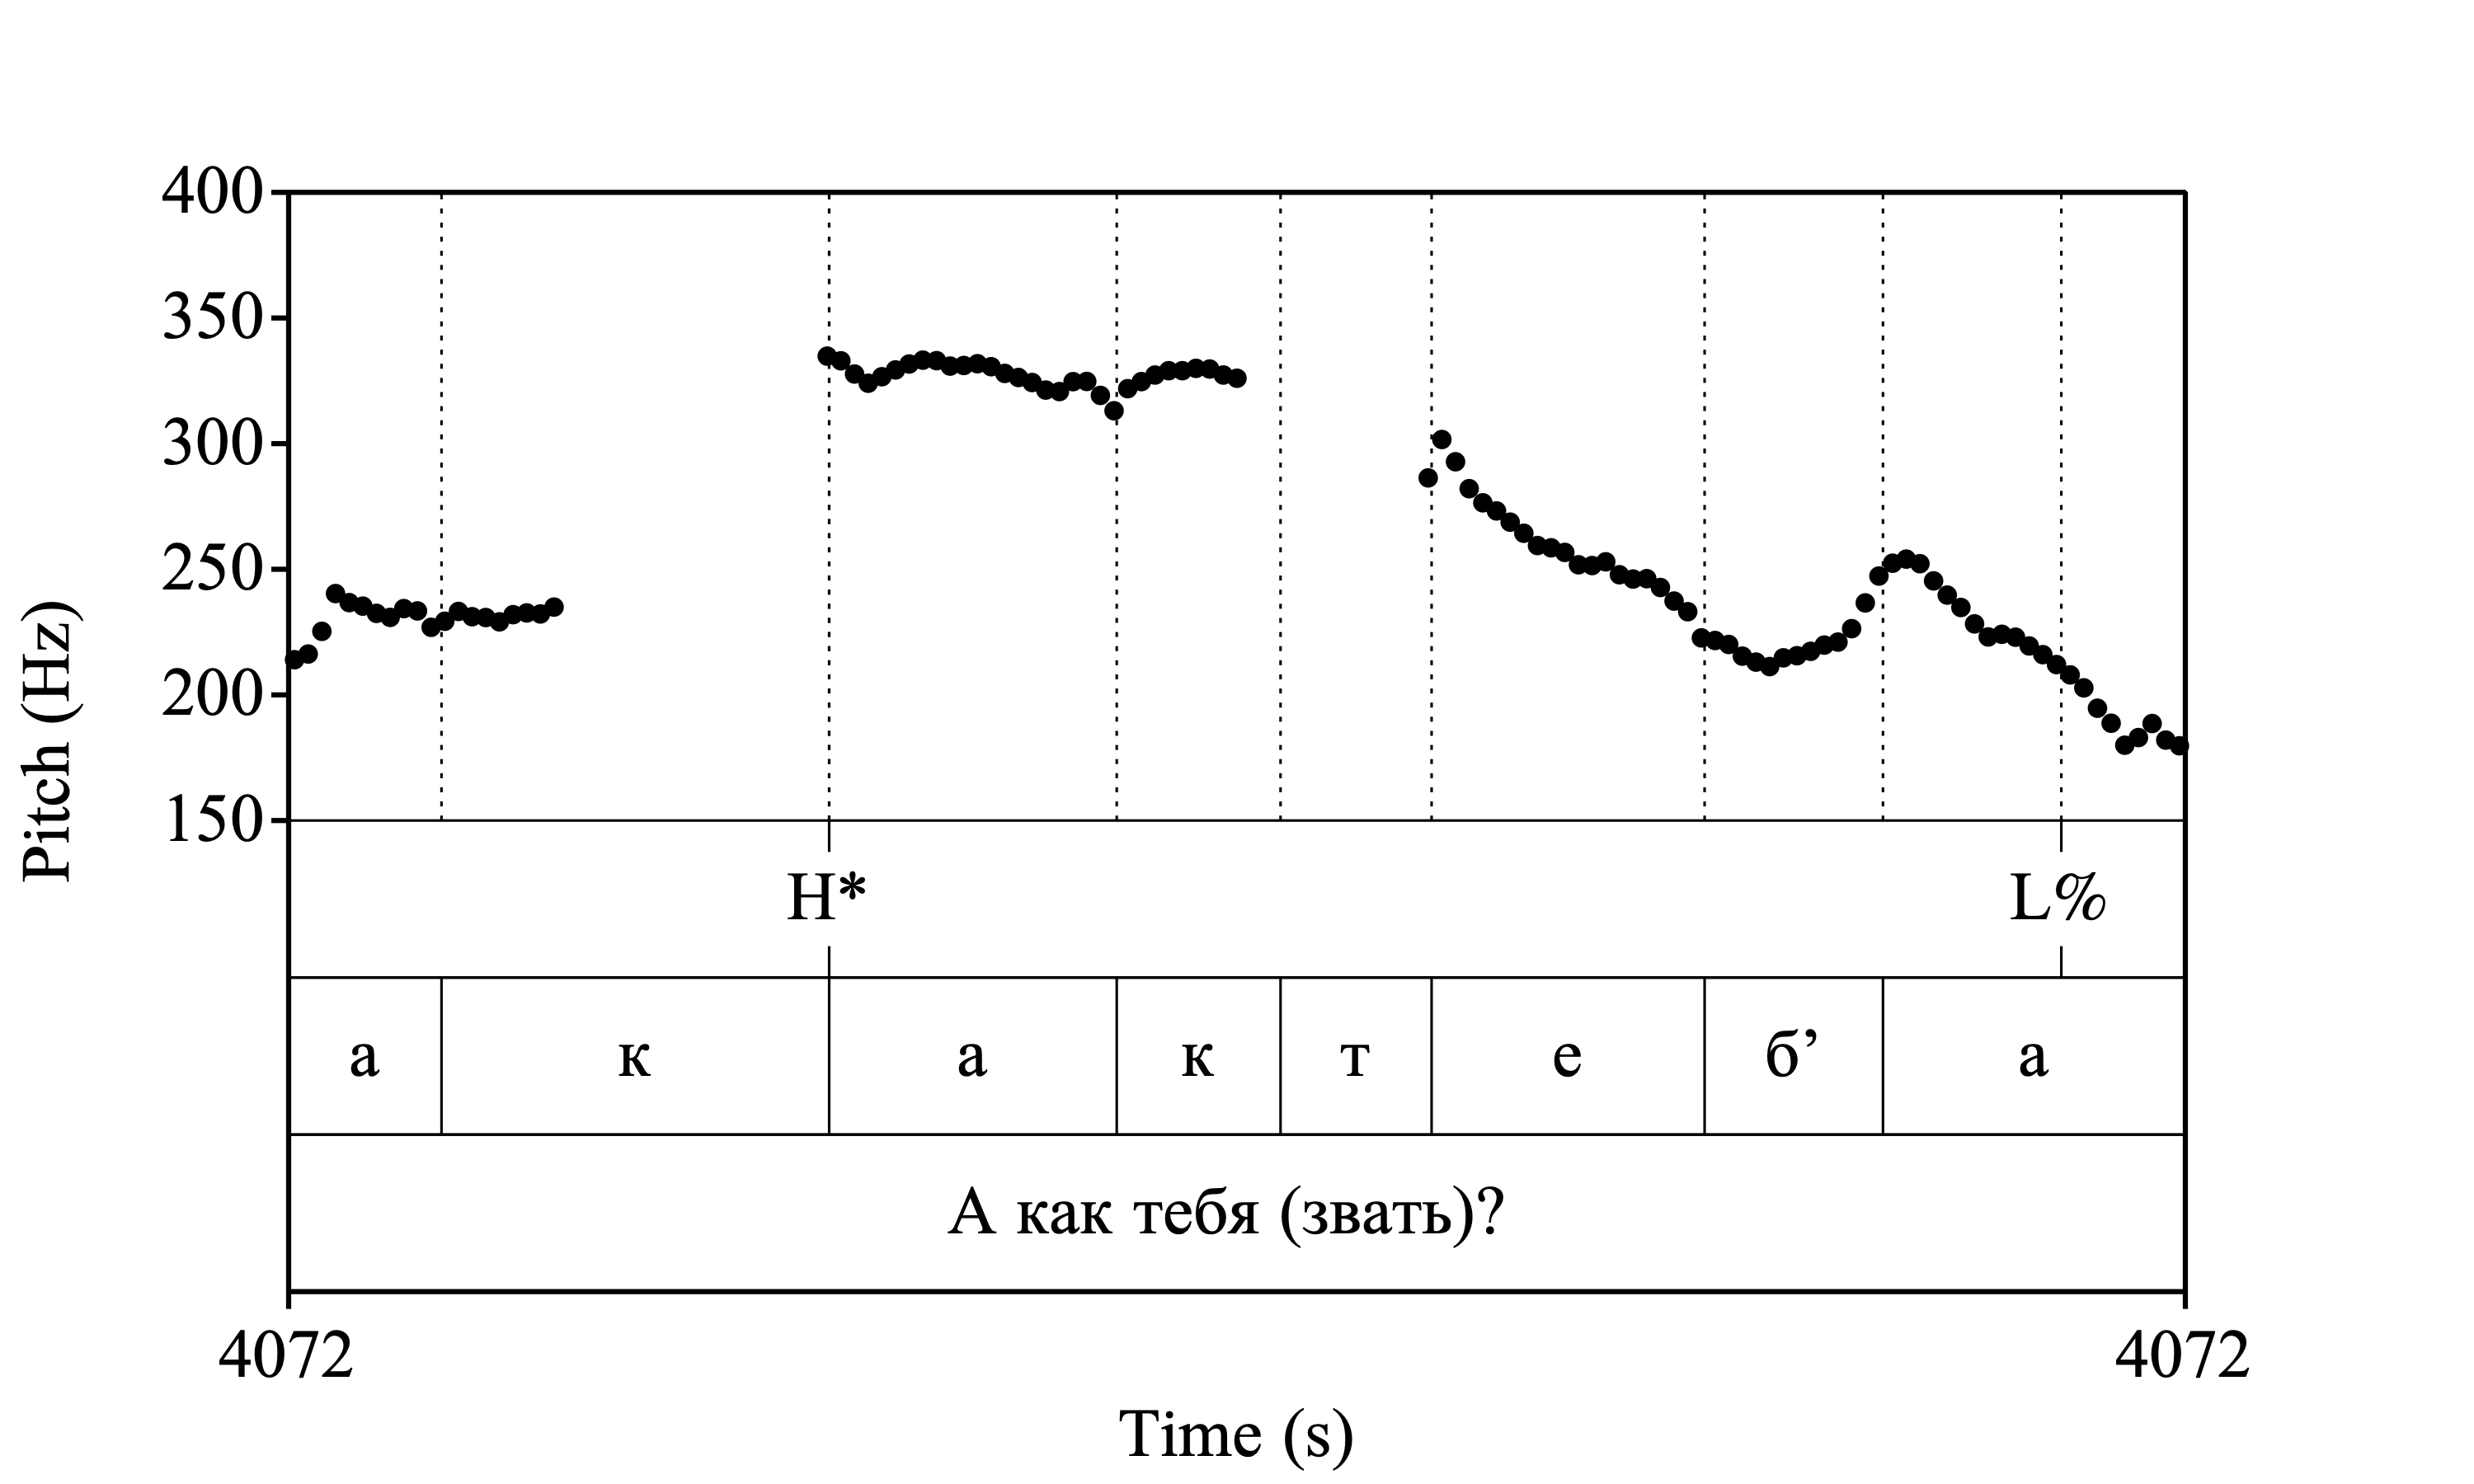 400
350
300
250
200
150
Pitch (Hz)
H* L%
а к а к т е б’ а
А как тебя (звать)?
4072 4072
Time (s)